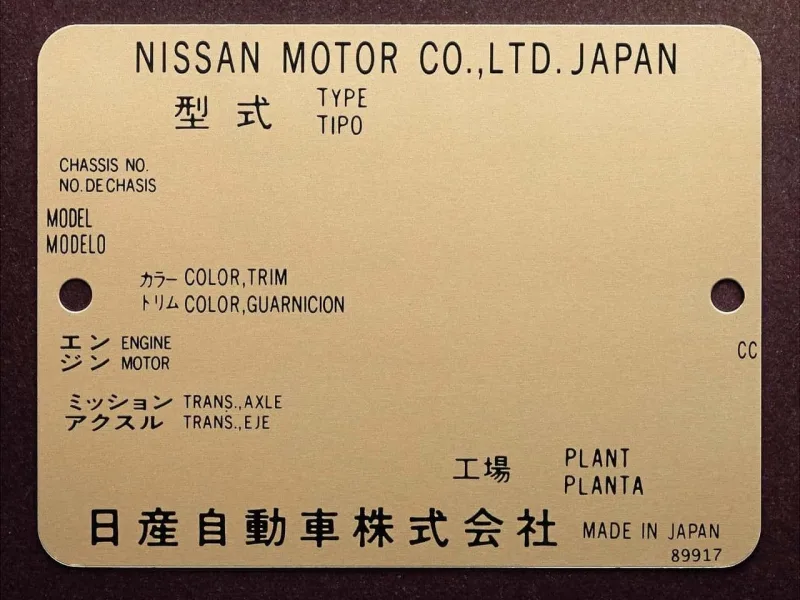 NISSAN MOTOR CO.,LTD. JAPAN
型式 TYPE
TIPO
CHASSIS NO.
NO. DE CHASIS
MODEL
MODELO
カラー COLOR,TRIM
トリム COLOR,GUARNICION
エン ENGINE
ジン MOTOR
CC
ミッション TRANS.,AXLE
アクスル TRANS.,EJE
工場 PLANT
PLANTA
日産自動車株式会社 MADE IN JAPAN
89917